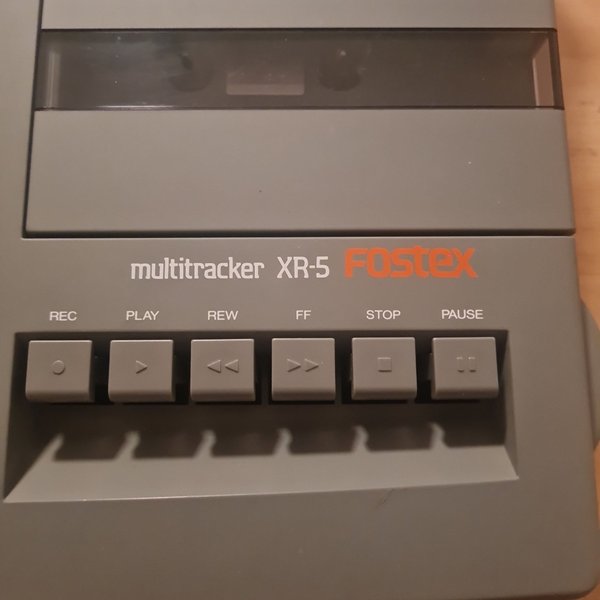 multitracker XR-5 Fostex
REC PLAY REW FF STOP PAUSE